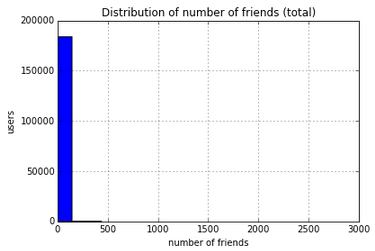 Distribution of number of friends (total)
200000
150000
100000
50000
0
users
0 500 1000 1500 2000 2500 3000
number of friends